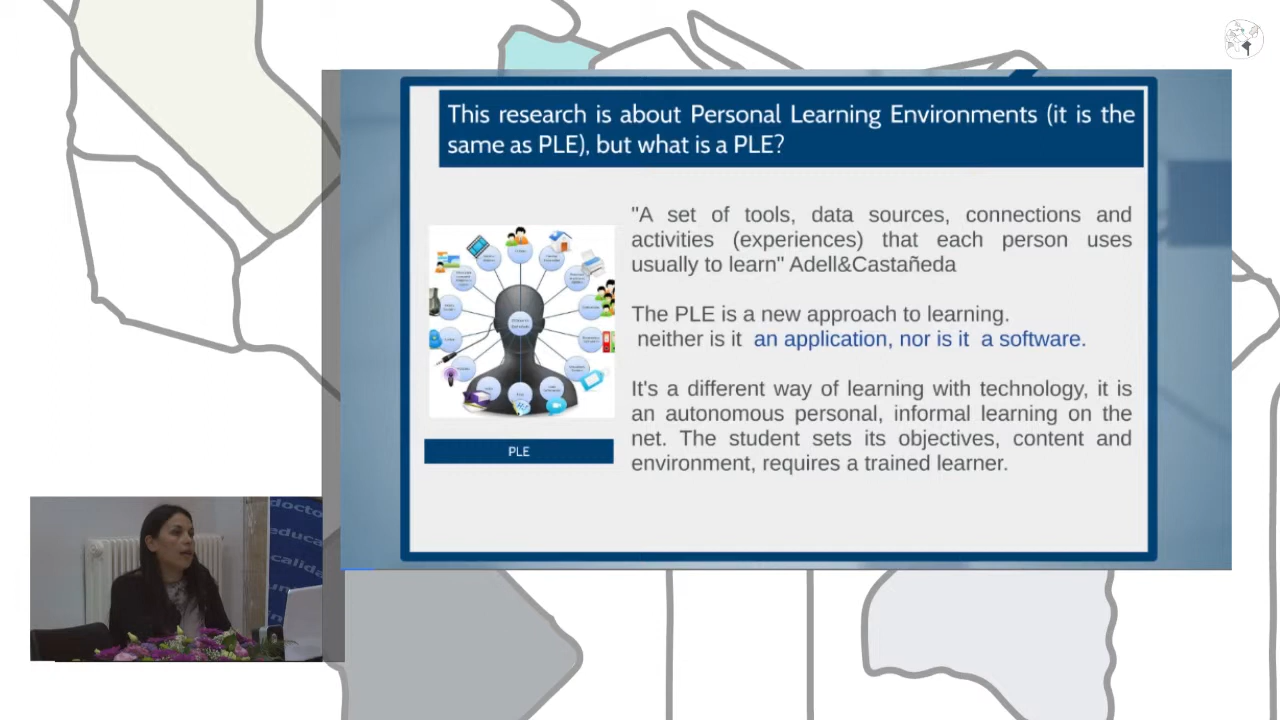 This research is about Personal Learning Environments (it is the
same as PLE), but what is a PLE?
"A set of tools, data sources, connections and
activities (experiences) that each person uses
usually to learn" Adell&Castañeda
The PLE is a new approach to learning.
neither is it an application, nor is it a software.
It's a different way of learning with technology, it is
an autonomous personal, informal learning on the
net. The student sets its objectives, content and
environment, requires a trained learner.
PLE
docto
educa
calida